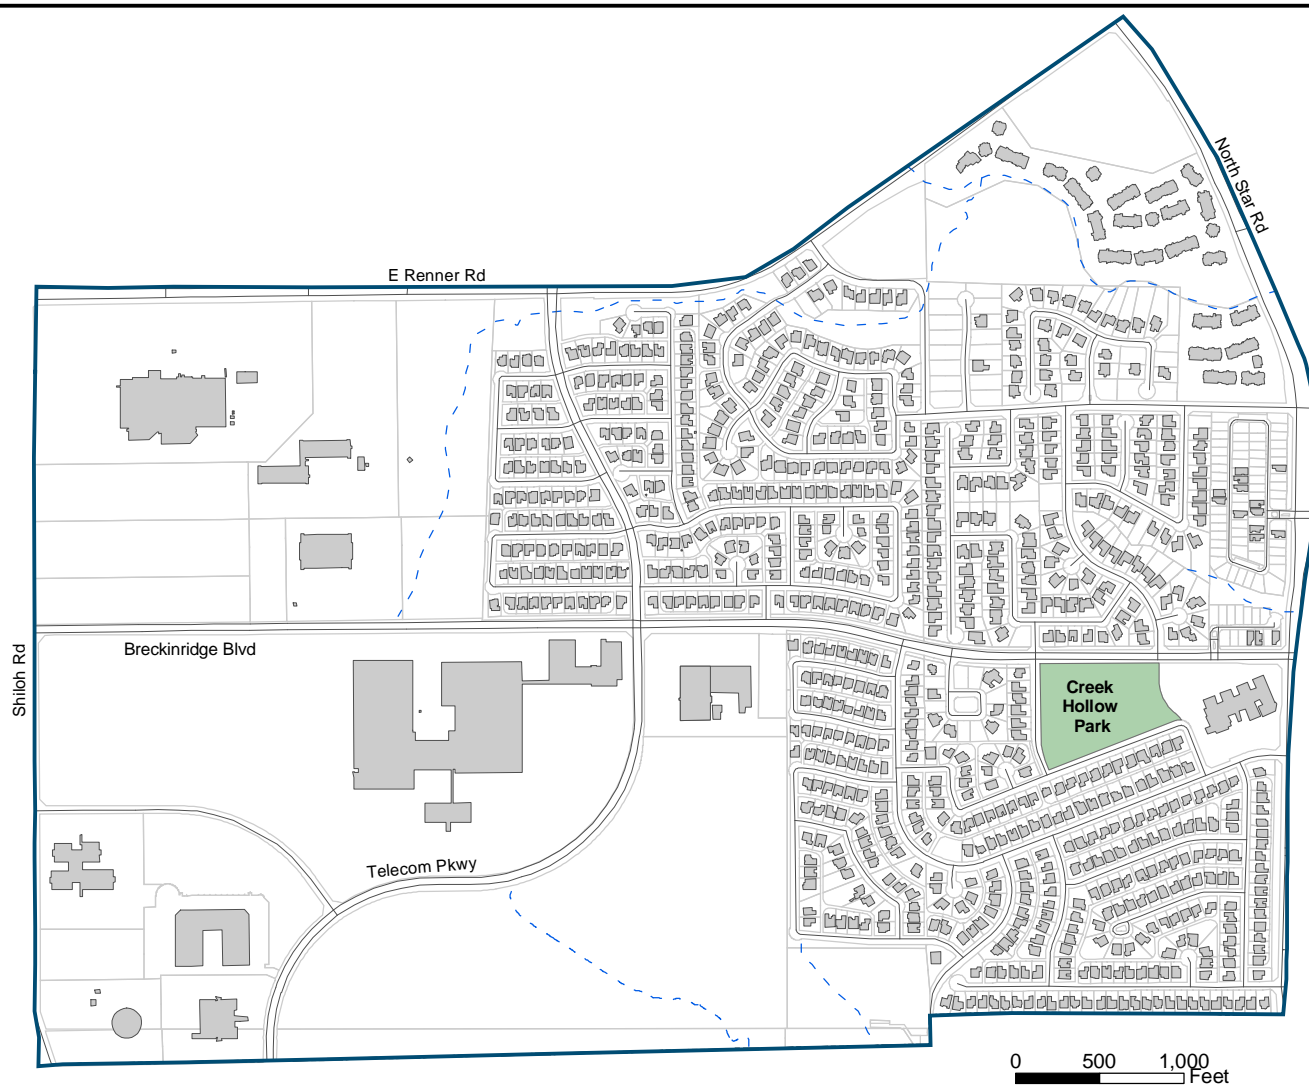 North Star Rd
E Renner Rd
Breckinridge Blvd
Shiloh Rd
Creek
Hollow
Park
Telecom Pkwy
0 500 1,000
Feet